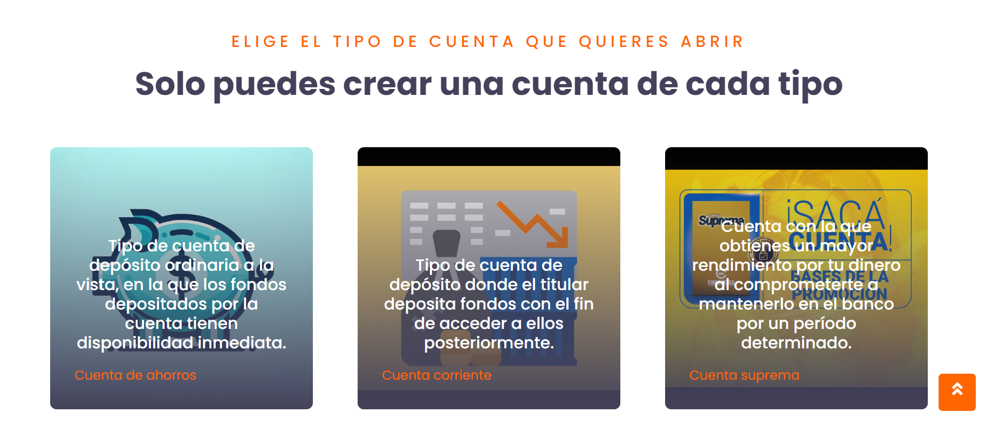 ELIGE EL TIPO DE CUENTA QUE QUIERES ABRIR
Solo puedes crear una cuenta de cada tipo
Tipo de cuenta de
depósito ordinaria a la
vista, en la que los fondos
depositados por la
cuenta tienen
disponibilidad inmediata.
Cuenta de ahorros
Tipo de cuenta de
depósito donde el titular
deposita fondos con el fin
de acceder a ellos
posteriormente.
Cuenta corriente
¡SACÁ
CUENTA!
BASES DE LA
PROMOCIÓN
Cuenta
Suprema
Cuenta con la que
obtienes un mayor
rendimiento por tu dinero
al comprometerte a
mantenerlo en el banco
por un período
determinado.
Cuenta suprema